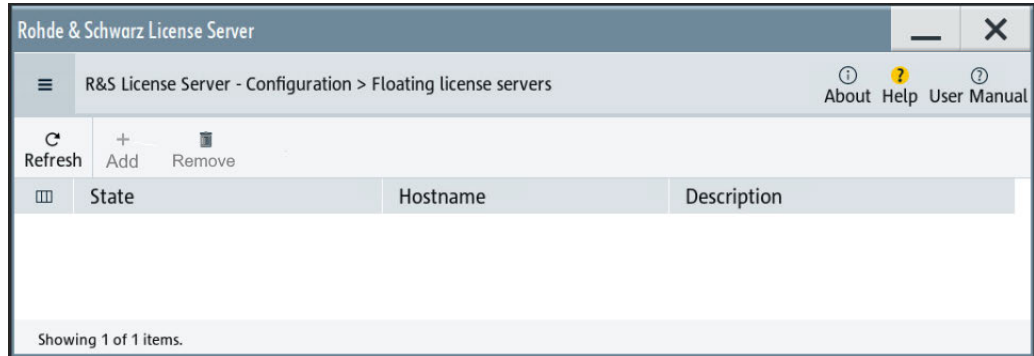 Rohde & Schwarz License Server
R&S License Server - Configuration > Floating license servers
About Help User Manual
Refresh Add Remove
State Hostname Description
Showing 1 of 1 items.